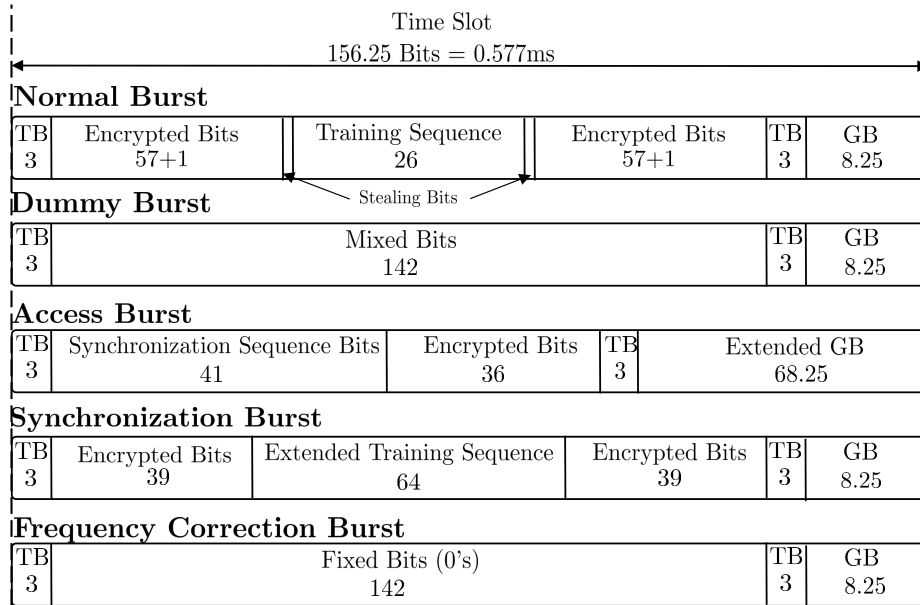 Time Slot
156.25 Bits = 0.577ms
Normal Burst
TB Encrypted Bits Training Sequence Encrypted Bits TB GB
3 57+1 26 57+1 3 8.25
Stealing Bits
Dummy Burst
TB Mixed Bits TB GB
3 142 3 8.25
Access Burst
TB Synchronization Sequence Bits Encrypted Bits TB Extended GB
3 41 36 3 68.25
Synchronization Burst
TB Encrypted Bits Extended Training Sequence Encrypted Bits TB GB
3 39 64 39 3 8.25
Frequency Correction Burst
TB Fixed Bits (0's) TB GB
3 142 3 8.25